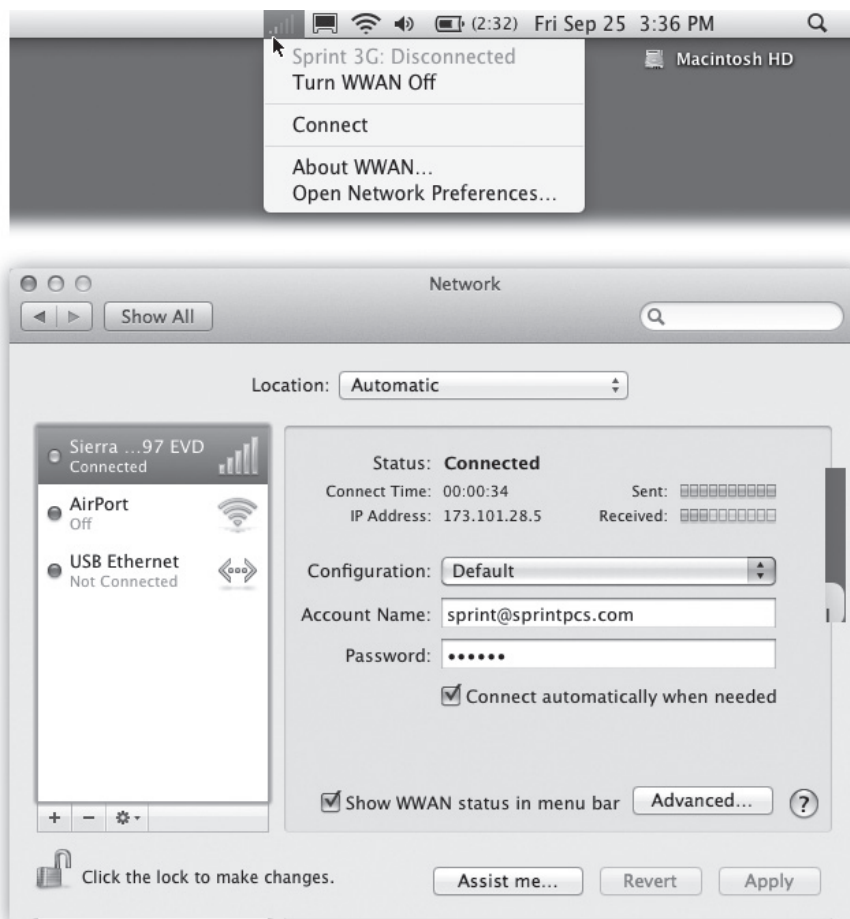 (2:32) Fri Sep 25 3:36 PM
Sprint 3G: Disconnected
Macintosh HD
Turn WWAN Off
Connect
About WWAN...
Open Network Preferences...
Network
Show All
Location: Automatic
Sierra ...97 EVD
Connected
AirPort
Off
USB Ethernet
Not Connected
Status: Connected
Connect Time: 00:00:34 Sent:
IP Address: 173.101.28.5 Received:
Configuration: Default
Account Name: sprint@sprintpcs.com
Password: ••••••
Connect automatically when needed
Show WWAN status in menu bar Advanced... ?
+ −
Click the lock to make changes.
Assist me... Revert Apply